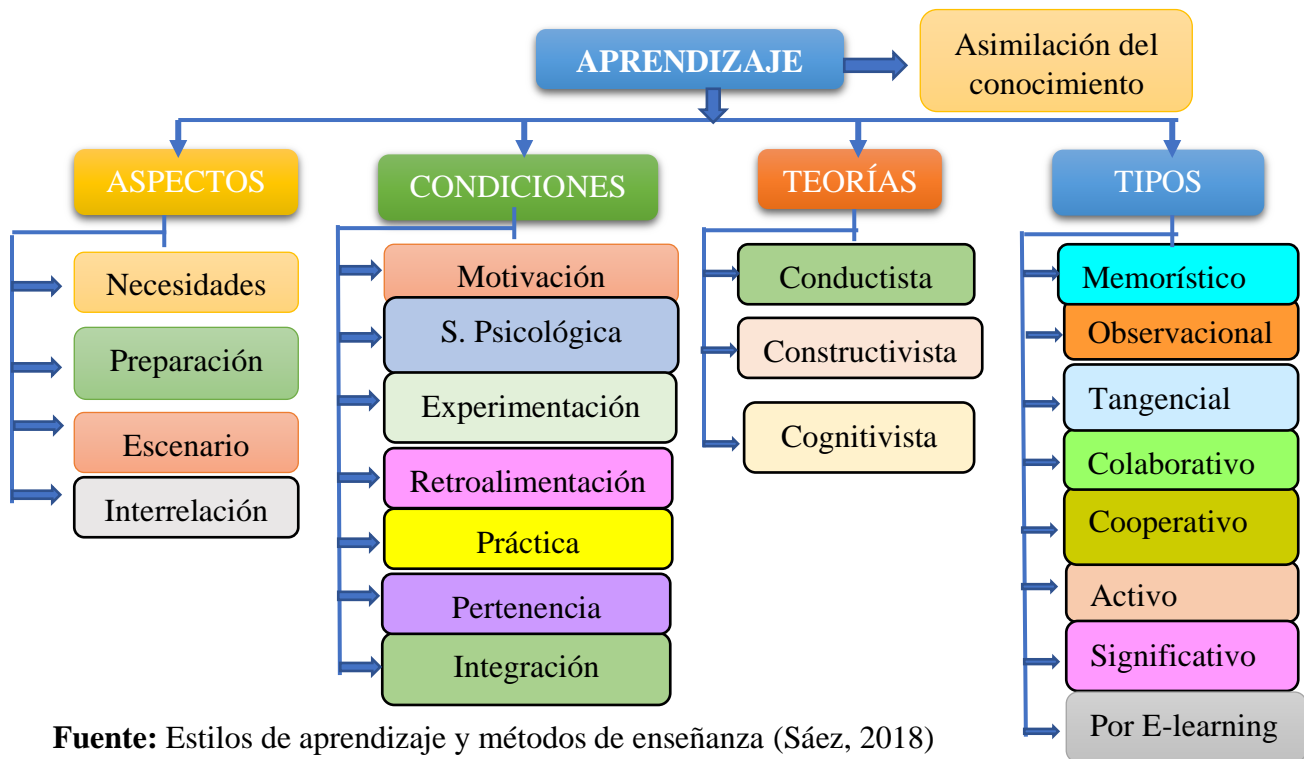 APRENDIZAJE
Asimilación del
conocimiento
ASPECTOS
Necesidades
Preparación
Escenario
Interrelación
CONDICIONES
Motivación
S. Psicológica
Experimentación
Retroalimentación
Práctica
Pertenencia
Integración
TEORÍAS
Conductista
Constructivista
Cognitivista
TIPOS
Memorístico
Observacional
Tangencial
Colaborativo
Cooperativo
Activo
Significativo
Por E-learning
Fuente: Estilos de aprendizaje y métodos de enseñanza (Sáez, 2018)